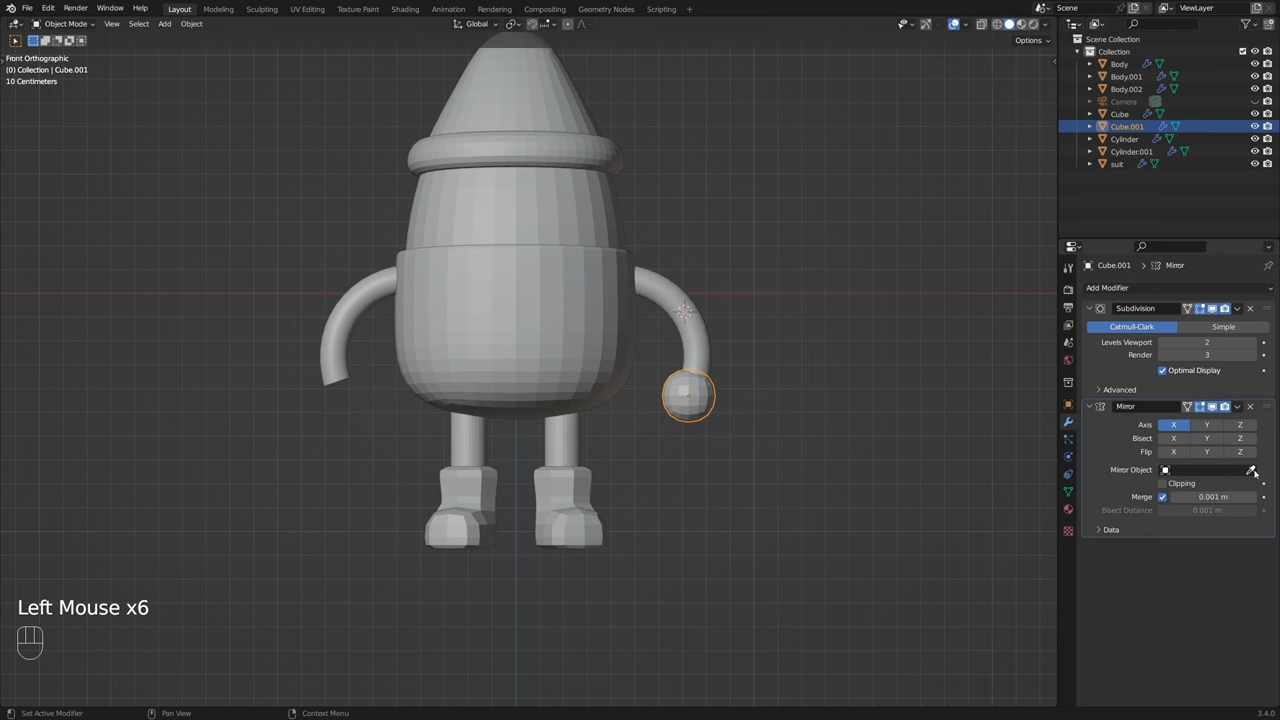 File Edit Render Window Help Layout Modeling Sculpting UV Editing Texture Paint Shading Animation Rendering Compositing Geometry Nodes Scripting + Scene ViewLayer
Object Mode View Select Add Object Global
Options
Front Orthographic
(0) Collection | Cube.001
10 Centimeters
Scene Collection
Collection
Body
Body.001
Body.002
Camera
Cube
Cube.001
Cylinder
Cylinder.001
suit
Cube.001 > Mirror
Add Modifier
Subdivision
Catmull-Clark Simple
Levels Viewport 2
Render 3
Optimal Display
Advanced
Mirror
Axis X Y Z
Bisect X Y Z
Flip X Y Z
Mirror Object
Clipping
Merge 0.001 m
Bisect Distance 0.001 m
Data
Left Mouse x6
Set Active Modifier Pan View Context Menu 3.4.0